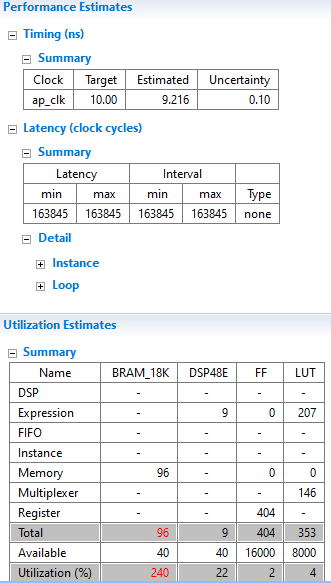 Performance Estimates
Timing (ns)
Summary
Clock Target Estimated Uncertainty
ap_clk 10.00 9.216 0.10
Latency (clock cycles)
Summary
Latency Interval
min max min max Type
163845 163845 163845 163845 none
Detail
Instance
Loop
Utilization Estimates
Summary
Name BRAM_18K DSP48E FF LUT
DSP - - - -
Expression - 9 0 207
FIFO - - - -
Instance - - - -
Memory 96 - 0 0
Multiplexer - - - 146
Register - - 404 -
Total 96 9 404 353
Available 40 40 16000 8000
Utilization (%) 240 22 2 4